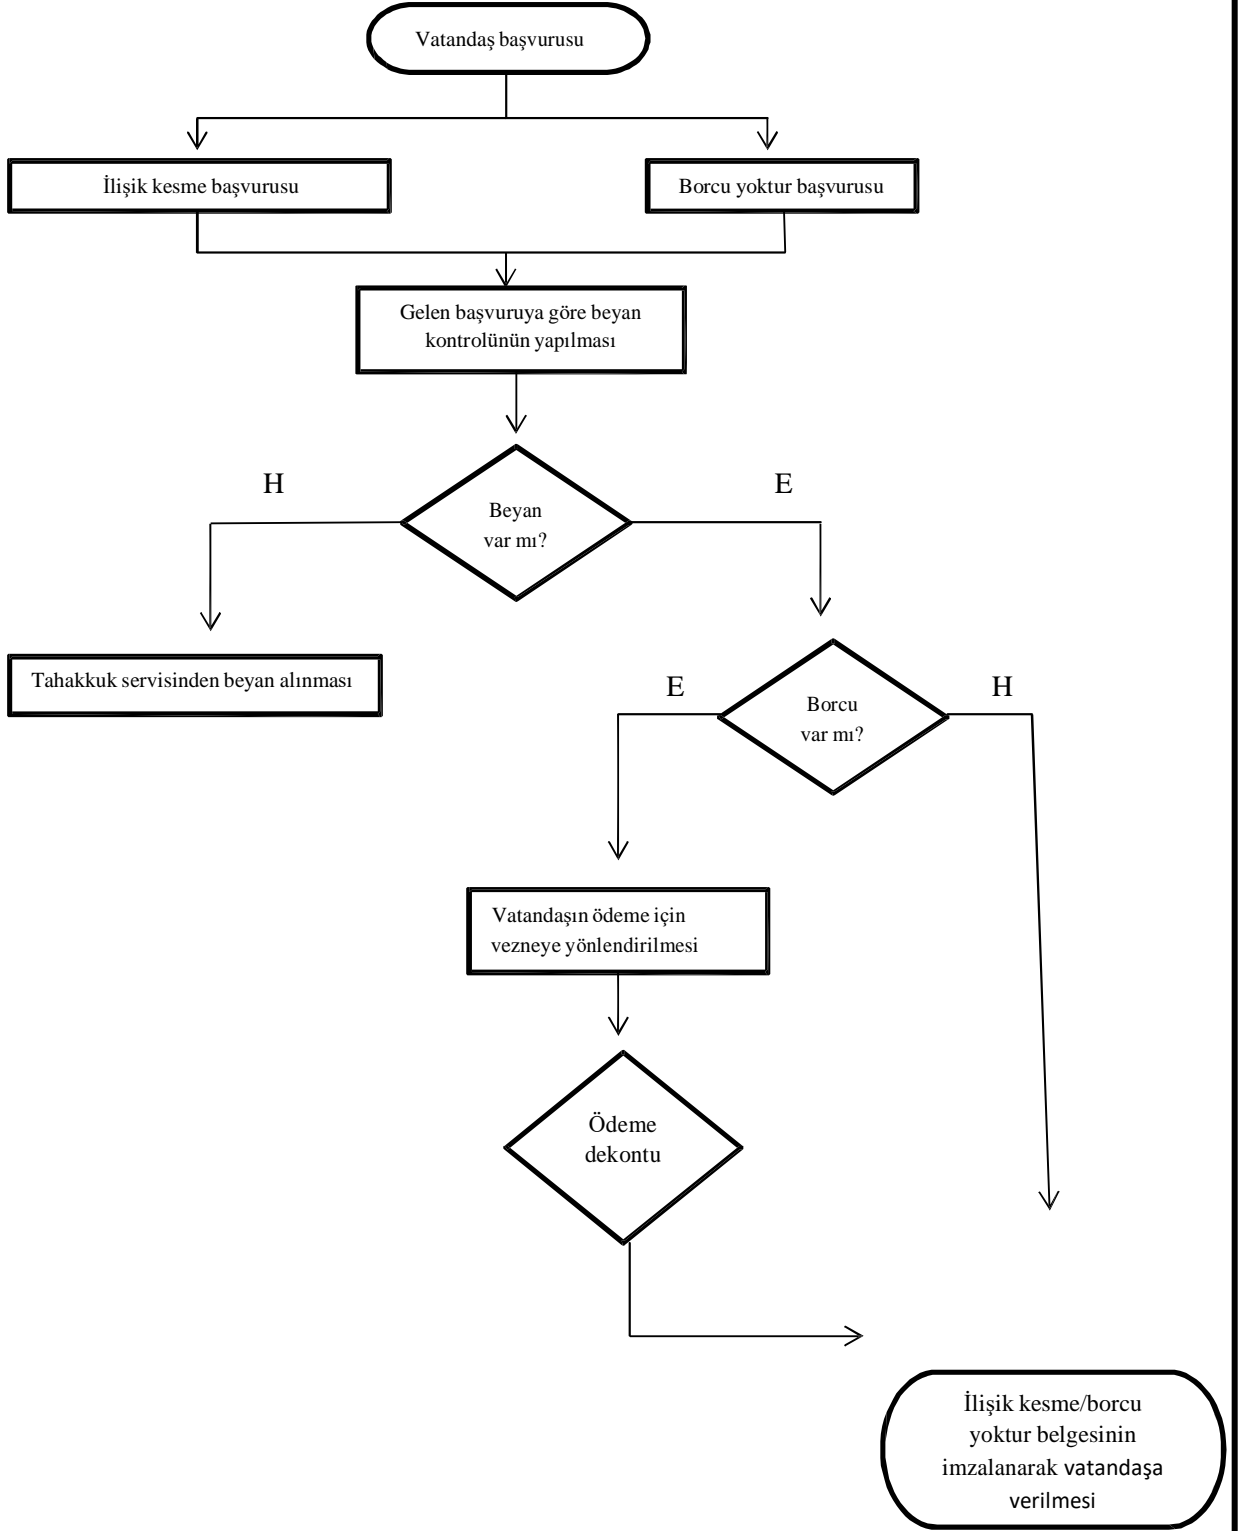 Vatandaş başvurusu
İlişik kesme başvurusu
Borcu yoktur başvurusu
Gelen başvuruya göre beyan
kontrolünün yapılması
H
E
Beyan
var mı?
Tahakkuk servisinden beyan alınması
E
H
Borcu
var mı?
Vatandaşın ödeme için
vezneye yönlendirilmesi
Ödeme
dekontu
İlişik kesme/borcu
yoktur belgesinin
imzalanarak vatandaşa
verilmesi